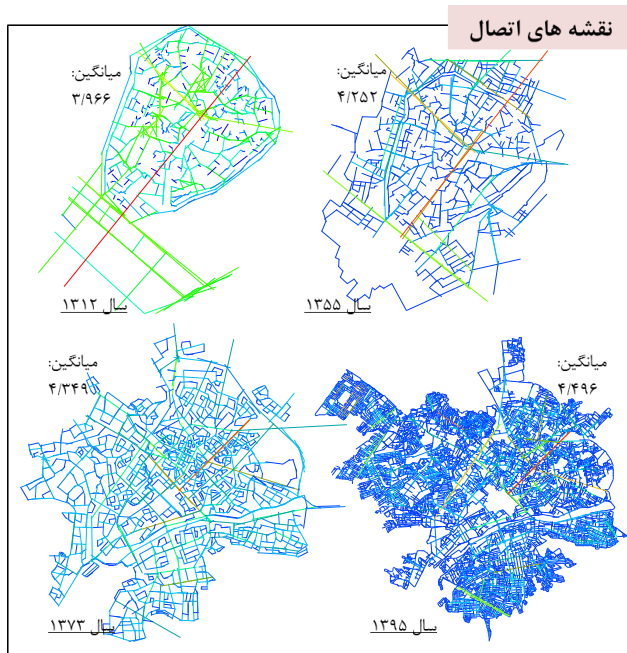 نقشه های اتصال
میانگین:
۴/۲۵۲
میانگین:
۳/۹۶۶
سال ۱۳۵۵
سال ۱۳۱۲
میانگین:
۴/۴۹۶
میانگین:
۴/۳۴۹
سال ۱۳۹۵
سال ۱۳۷۳